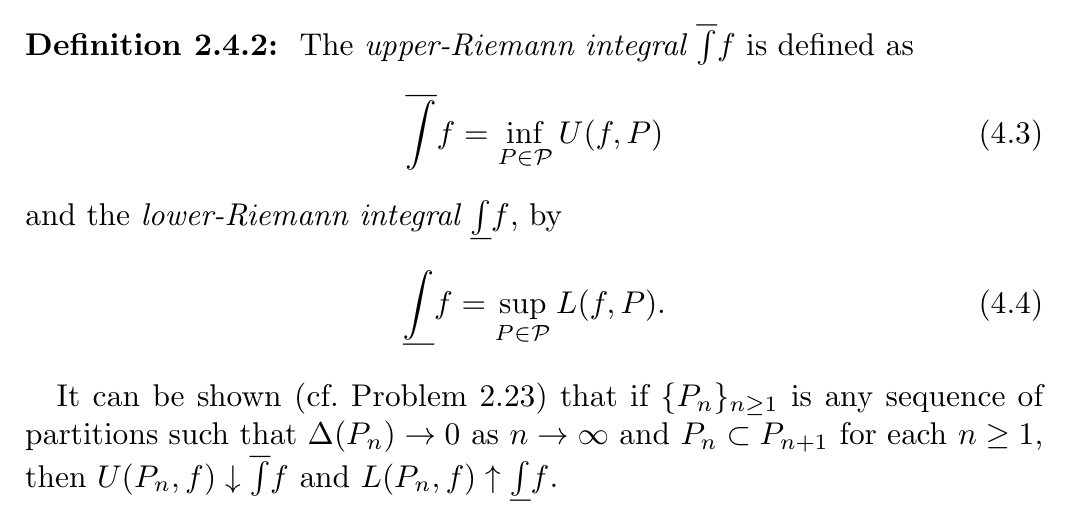 Definition 2.4.2: The upper-Riemann integral $\overline{\int} f$ is defined as
$\overline{\int} f = \inf_{P \in \mathcal{P}} U(f, P)$ (4.3)
and the lower-Riemann integral $\underline{\int} f$, by
$\underline{\int} f = \sup_{P \in \mathcal{P}} L(f, P).$ (4.4)
It can be shown (cf. Problem 2.23) that if $\{P_n\}_{n \geq 1}$ is any sequence of
partitions such that $\Delta(P_n) \to 0$ as $n \to \infty$ and $P_n \subset P_{n+1}$ for each $n \geq 1$,
then $U(P_n, f) \downarrow \overline{\int} f$ and $L(P_n, f) \uparrow \underline{\int} f$.